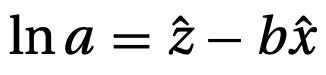 ln a = ẑ − bx̂